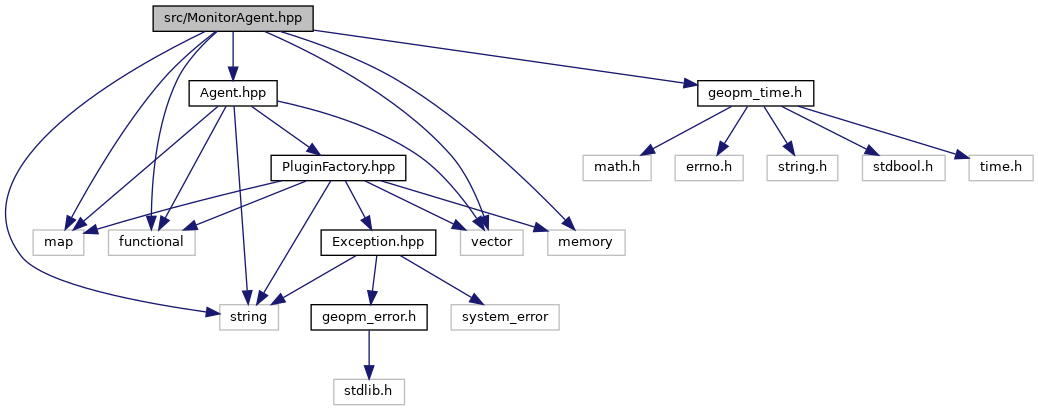 src/MonitorAgent.hpp
Agent.hpp
geopm_time.h
PluginFactory.hpp
math.h
errno.h
string.h
stdbool.h
time.h
map
functional
Exception.hpp
vector
memory
string
geopm_error.h
system_error
stdlib.h